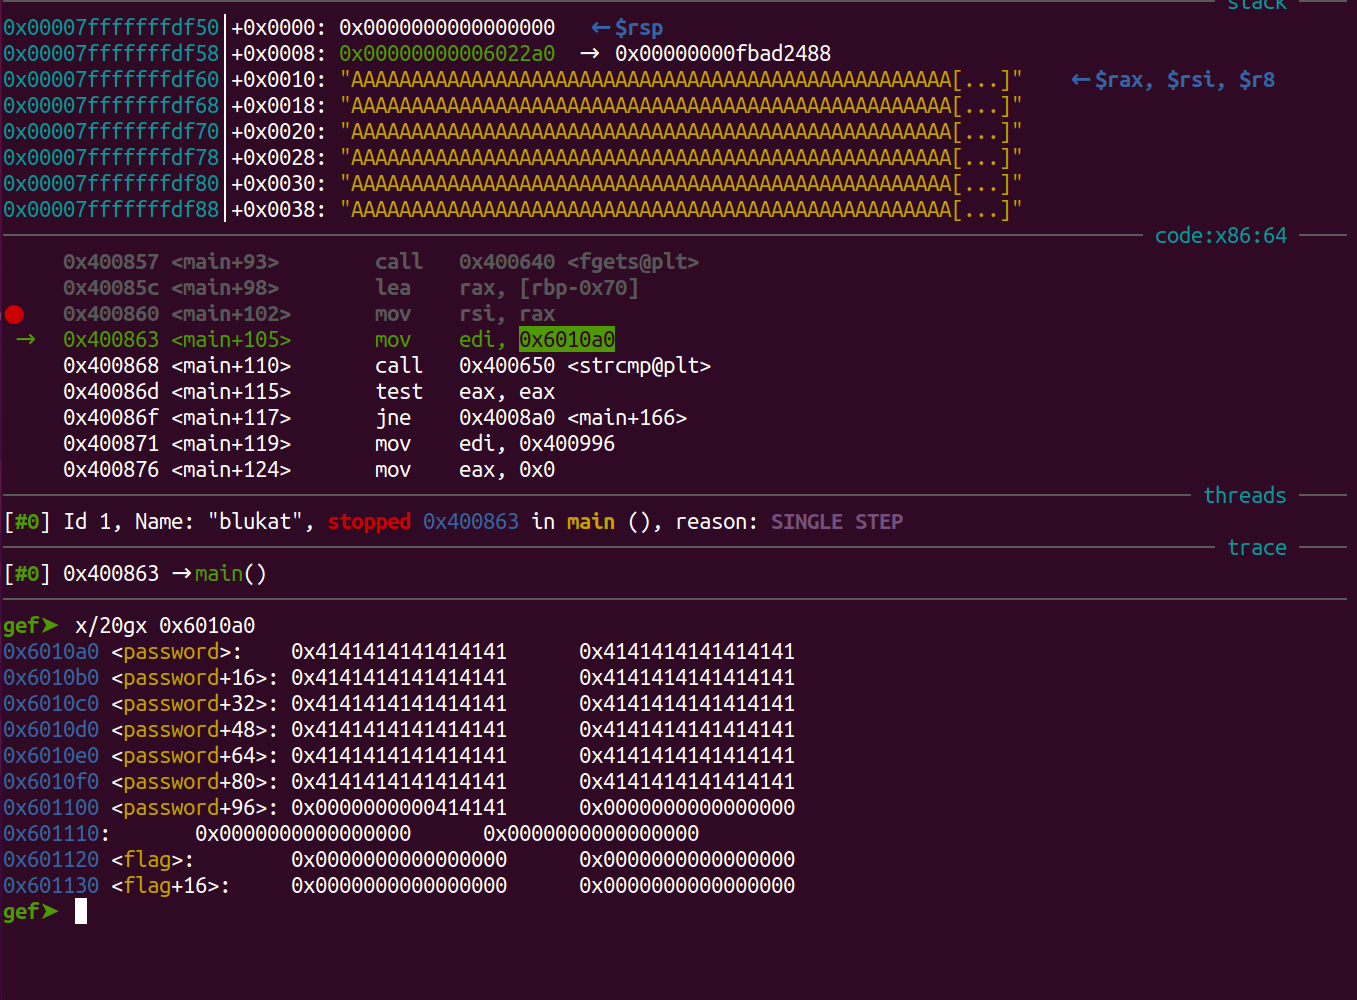 stack
0x00007fffffffdf50│+0x0000: 0x0000000000000000   ←$rsp
0x00007fffffffdf58│+0x0008: 0x00000000006022a0  →  0x00000000fbad2488
0x00007fffffffdf60│+0x0010: "AAAAAAAAAAAAAAAAAAAAAAAAAAAAAAAAAAAAAAAAAAAAAAAAAA[...]"    ←$rax, $rsi, $r8
0x00007fffffffdf68│+0x0018: "AAAAAAAAAAAAAAAAAAAAAAAAAAAAAAAAAAAAAAAAAAAAAAAAAA[...]"
0x00007fffffffdf70│+0x0020: "AAAAAAAAAAAAAAAAAAAAAAAAAAAAAAAAAAAAAAAAAAAAAAAAAA[...]"
0x00007fffffffdf78│+0x0028: "AAAAAAAAAAAAAAAAAAAAAAAAAAAAAAAAAAAAAAAAAAAAAAAAAA[...]"
0x00007fffffffdf80│+0x0030: "AAAAAAAAAAAAAAAAAAAAAAAAAAAAAAAAAAAAAAAAAAAAAAAAAA[...]"
0x00007fffffffdf88│+0x0038: "AAAAAAAAAAAAAAAAAAAAAAAAAAAAAAAAAAAAAAAAAAAAAAAAAA[...]"
code:x86:64
0x400857 <main+93>        call   0x400640 <fgets@plt>
0x40085c <main+98>        lea    rax, [rbp-0x70]
0x400860 <main+102>       mov    rsi, rax
→  0x400863 <main+105>       mov    edi, 0x6010a0
0x400868 <main+110>       call   0x400650 <strcmp@plt>
0x40086d <main+115>       test   eax, eax
0x40086f <main+117>       jne    0x4008a0 <main+166>
0x400871 <main+119>       mov    edi, 0x400996
0x400876 <main+124>       mov    eax, 0x0
threads
[#0] Id 1, Name: "blukat", stopped 0x400863 in main (), reason: SINGLE STEP
trace
[#0] 0x400863 →main()
gef➤  x/20gx 0x6010a0
0x6010a0 <password>:    0x4141414141414141      0x4141414141414141
0x6010b0 <password+16>: 0x4141414141414141      0x4141414141414141
0x6010c0 <password+32>: 0x4141414141414141      0x4141414141414141
0x6010d0 <password+48>: 0x4141414141414141      0x4141414141414141
0x6010e0 <password+64>: 0x4141414141414141      0x4141414141414141
0x6010f0 <password+80>: 0x4141414141414141      0x4141414141414141
0x601100 <password+96>: 0x0000000000414141      0x0000000000000000
0x601110:       0x0000000000000000      0x0000000000000000
0x601120 <flag>:        0x0000000000000000      0x0000000000000000
0x601130 <flag+16>:     0x0000000000000000      0x0000000000000000
gef➤